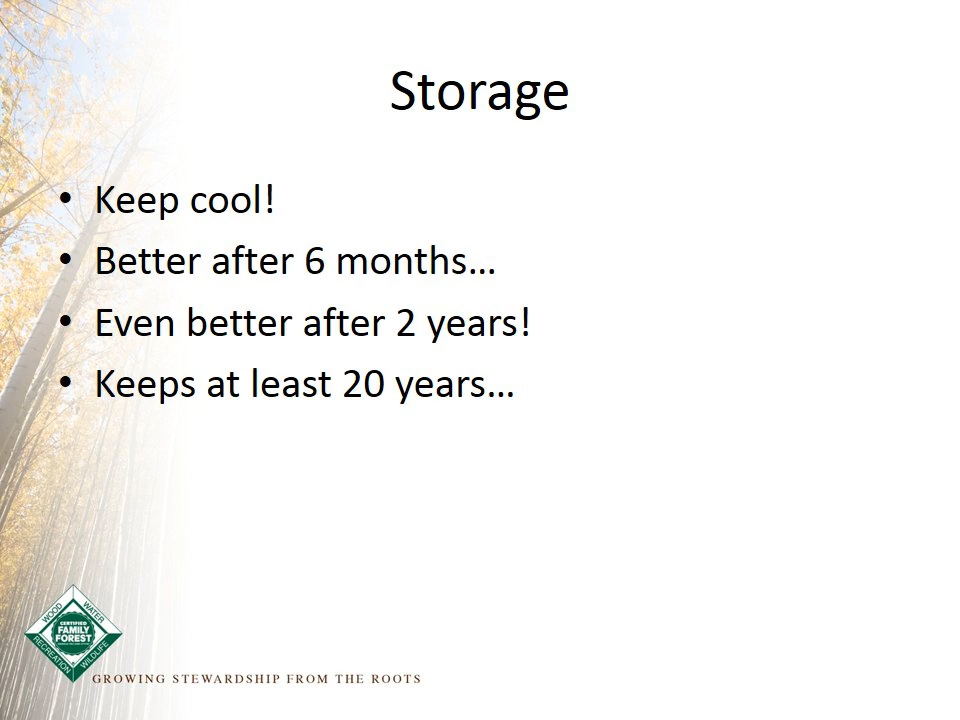 Storage
• Keep cool!
• Better after 6 months…
• Even better after 2 years!
• Keeps at least 20 years…
WOOD
WATER
CERTIFIED
FAMILY
FOREST
RECREATION
WILDLIFE
GROWING STEWARDSHIP FROM THE ROOTS